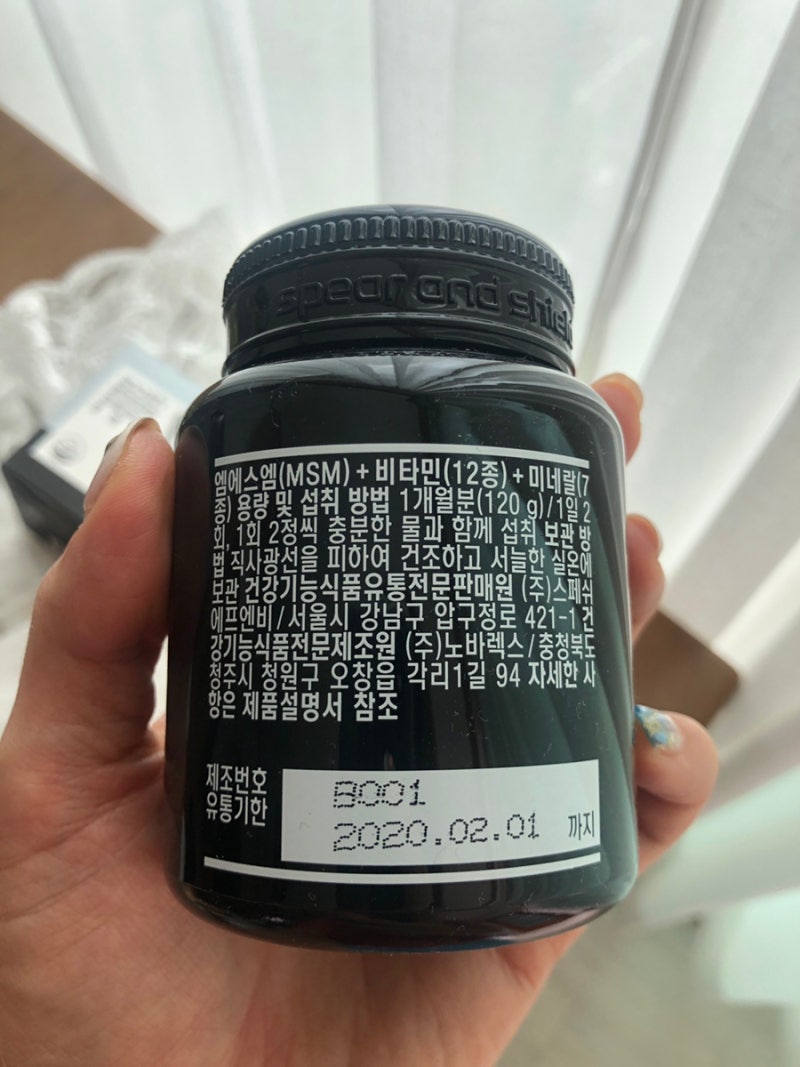 spear and shield
엠에스엠(MSM) + 비타민(12종) + 미네랄(7
종) 용량 및 섭취 방법 1개월분(120 g)/1일 2
회, 1회 2정씩 충분한 물과 함께 섭취 보관 방
법 직사광선을 피하여 건조하고 서늘한 실온에
보관 건강기능식품유통전문판매원 (주)스페쉬
에프엔비/서울시 강남구 압구정로 421-1 건
강기능식품전문제조원 (주)노바렉스/충청북도
청주시 청원구 오창읍 각리1길 94 자세한 사
항은 제품설명서 참조
제조번호 B001
유통기한 2020.02.01 까지